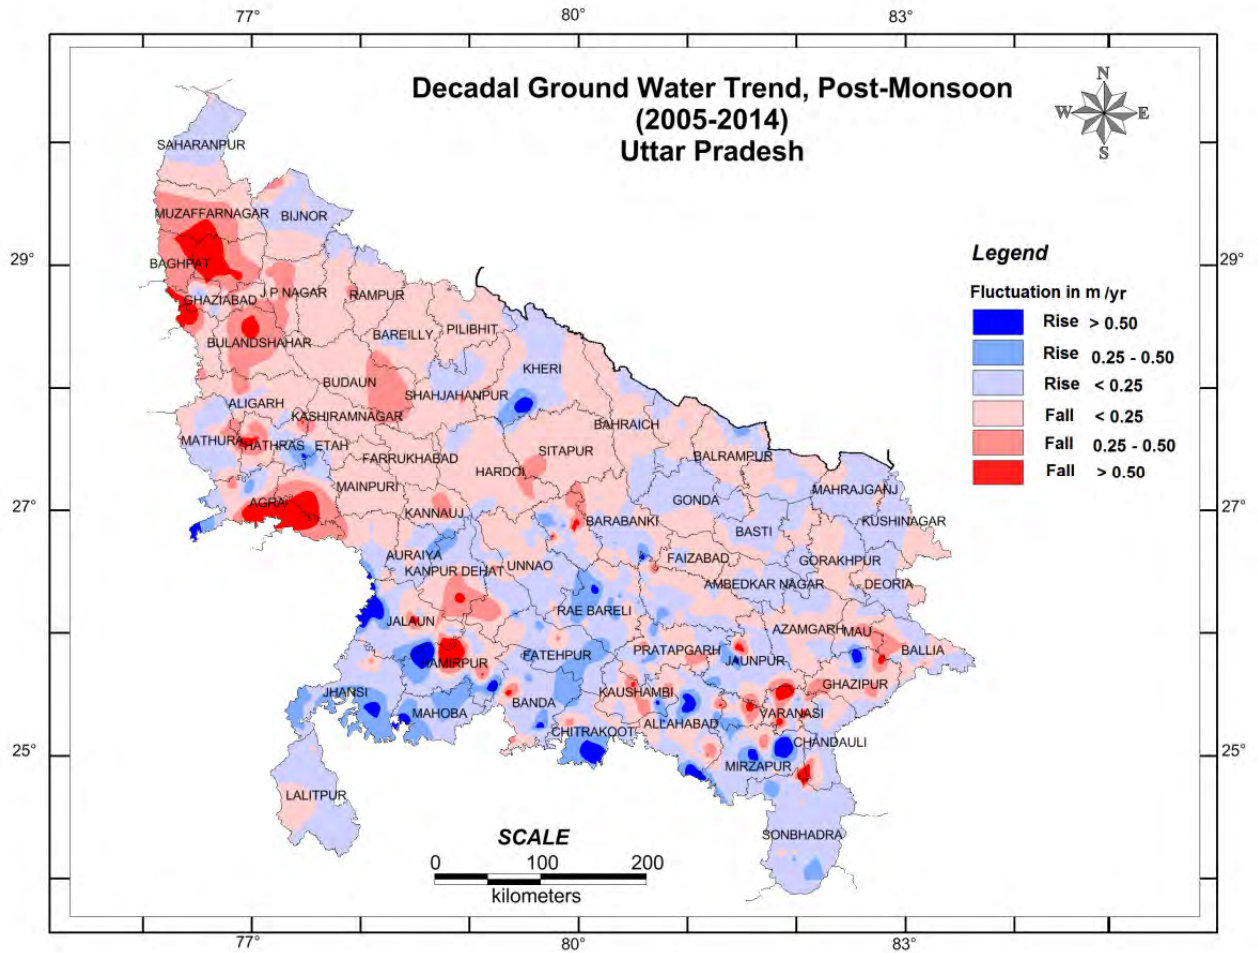 77°
80°
83°
Decadal Ground Water Trend, Post-Monsoon
(2005-2014)
Uttar Pradesh
N
W
E
S
SAHARANPUR
MUZAFFARNAGAR
BIJNOR
29°
29°
BAGHPAT
Legend
Fluctuation in m /yr
Rise > 0.50
Rise 0.25 - 0.50
Rise < 0.25
Fall < 0.25
Fall 0.25 - 0.50
Fall > 0.50
GHAZIABAD
J P NAGAR
RAMPUR
BULANDSHAHAR
BAREILLY
PILIBHIT
KHERI
BUDAUN
SHAHJAHANPUR
ALIGARH
KASHIRAMNAGAR
BAHRAICH
MATHURA
HATHRAS
ETAH
FARRUKHABAD
SITAPUR
BALRAMPUR
HARDOI
MAINPURI
AGRA
GONDA
MAHRAJGANJ
27°
27°
KANNAUJ
BARABANKI
KUSHINAGAR
BASTI
AURAIYA
FAIZABAD
GORAKHPUR
KANPUR DEHAT
UNNAO
AMBEDKAR NAGAR
DEORIA
RAE BARELI
JALAUN
AZAMGARH
MAU
HAMIRPUR
FATEHPUR
PRATAPGARH
JAUNPUR
BALLIA
JHANSI
KAUSHAMBI
GHAZIPUR
MAHOBA
BANDA
ALLAHABAD
VARANASI
CHITRAKOOT
CHANDAULI
25°
25°
MIRZAPUR
LALITPUR
SONBHADRA
SCALE
0 100 200
kilometers
77°
80°
83°